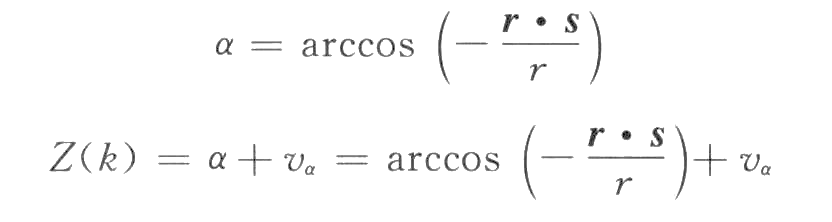 α = arccos (− r • s / r)
Z(k) = α + v_α = arccos (− r • s / r) + v_α